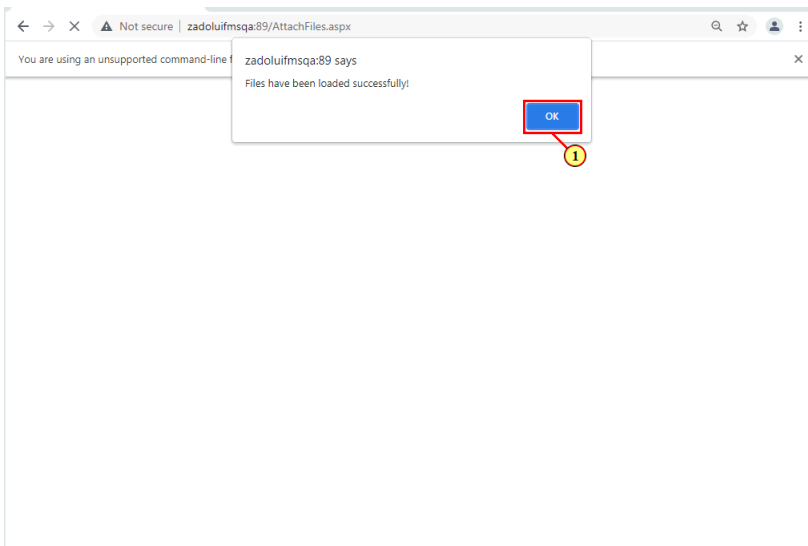 Not secure | zadoluifmsqa:89/AttachFiles.aspx
You are using an unsupported command-line
zadoluifmsqa:89 says
Files have been loaded successfully!
OK
1